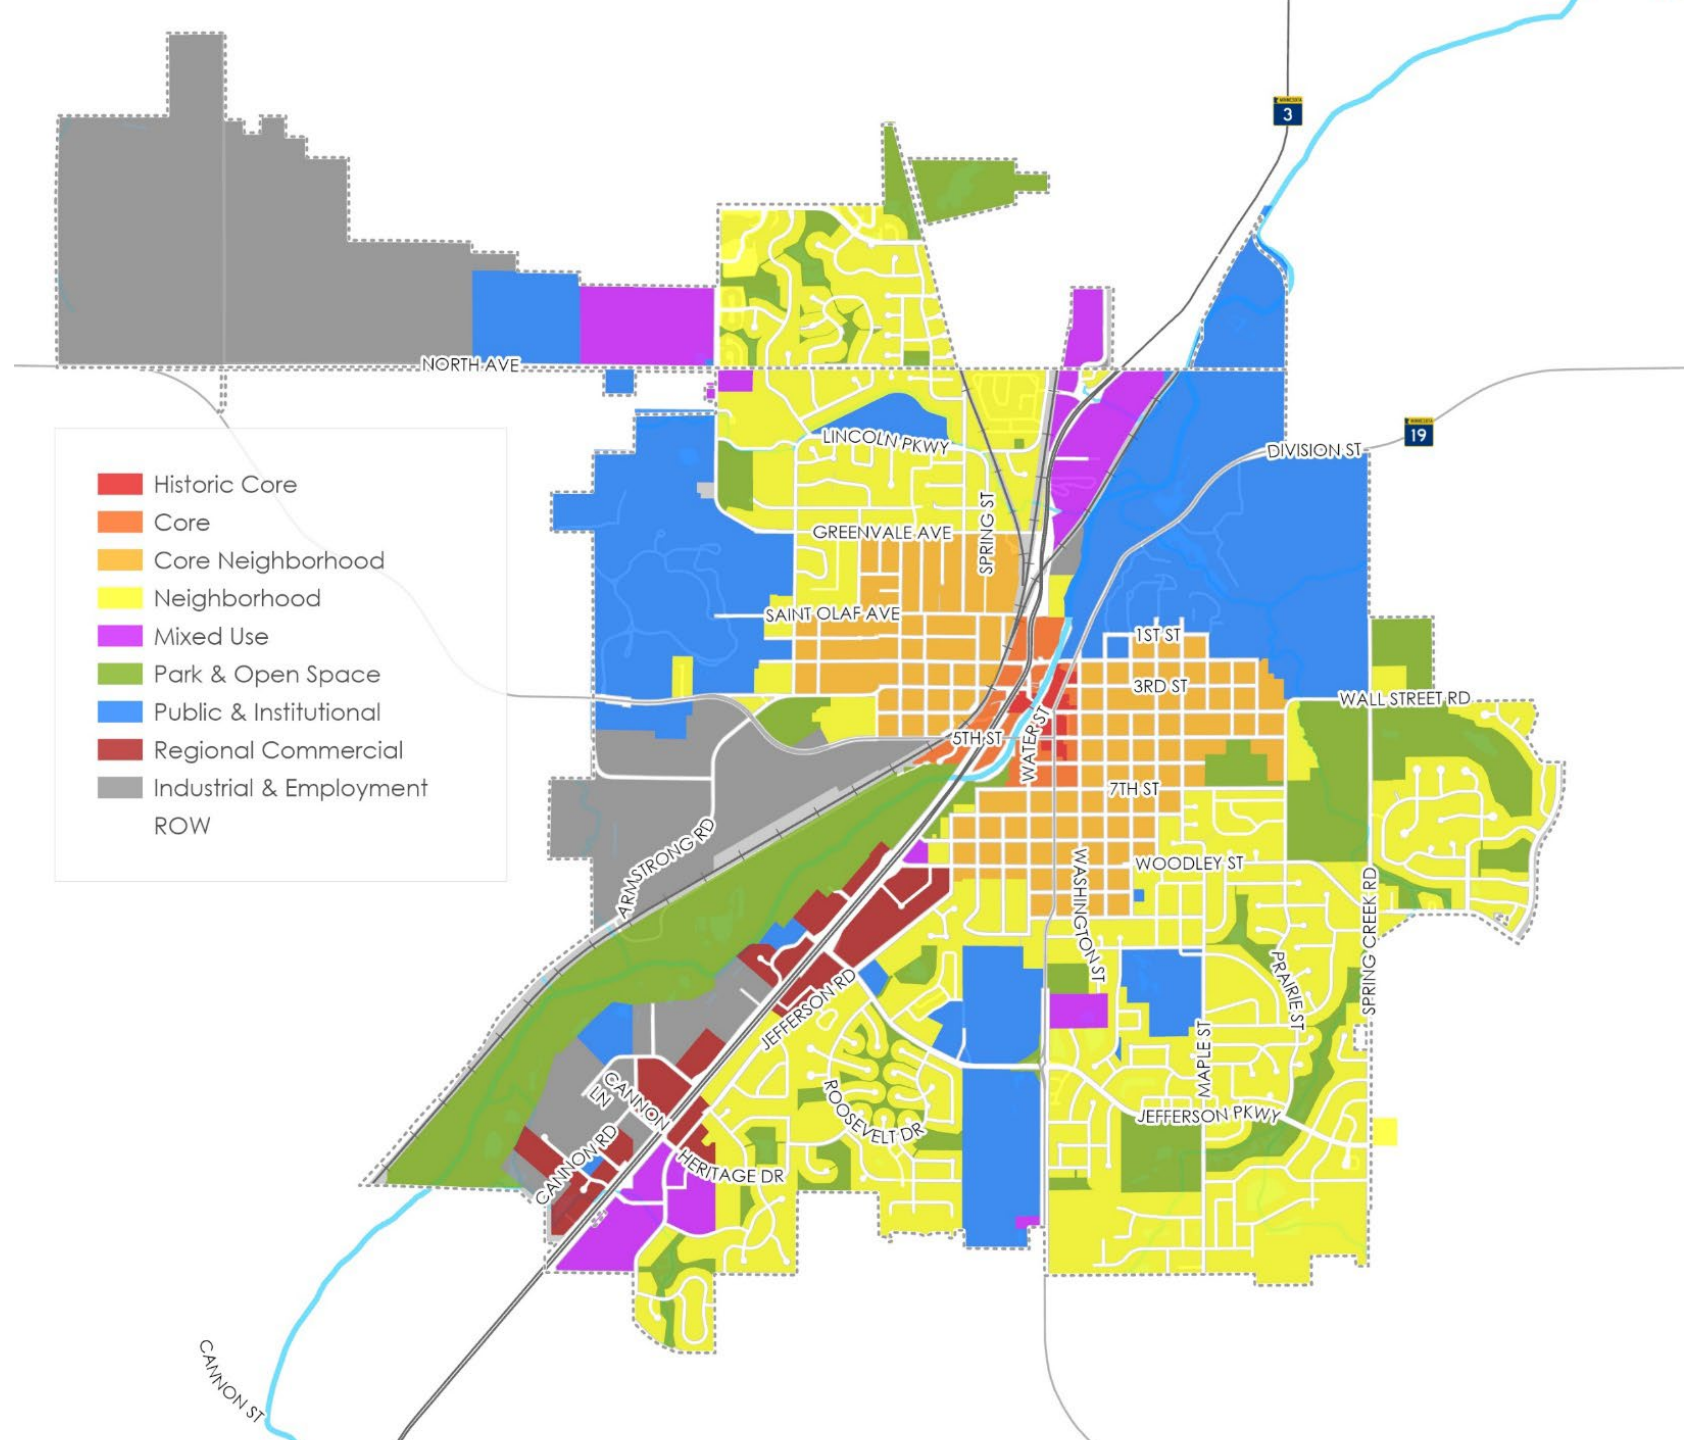 MINNESOTA
3
NORTH AVE
MINNESOTA
19
DIVISION ST
LINCOLN PKWY
Historic Core
Core
Core Neighborhood
Neighborhood
Mixed Use
Park & Open Space
Public & Institutional
Regional Commercial
Industrial & Employment
ROW
SPRING ST
GREENVALE AVE
SAINT OLAF AVE
1ST ST
3RD ST
WALL STREET RD
WATER ST
5TH ST
7TH ST
ARMSTRONG RD
WASHINGTON ST
WOODLEY ST
SPRING CREEK RD
PRAIRIE ST
JEFFERSON RD
MAPLE ST
CANNON
LN
ROOSEVELT DR
JEFFERSON PKWY
CANNON RD
HERITAGE DR
CANNON ST